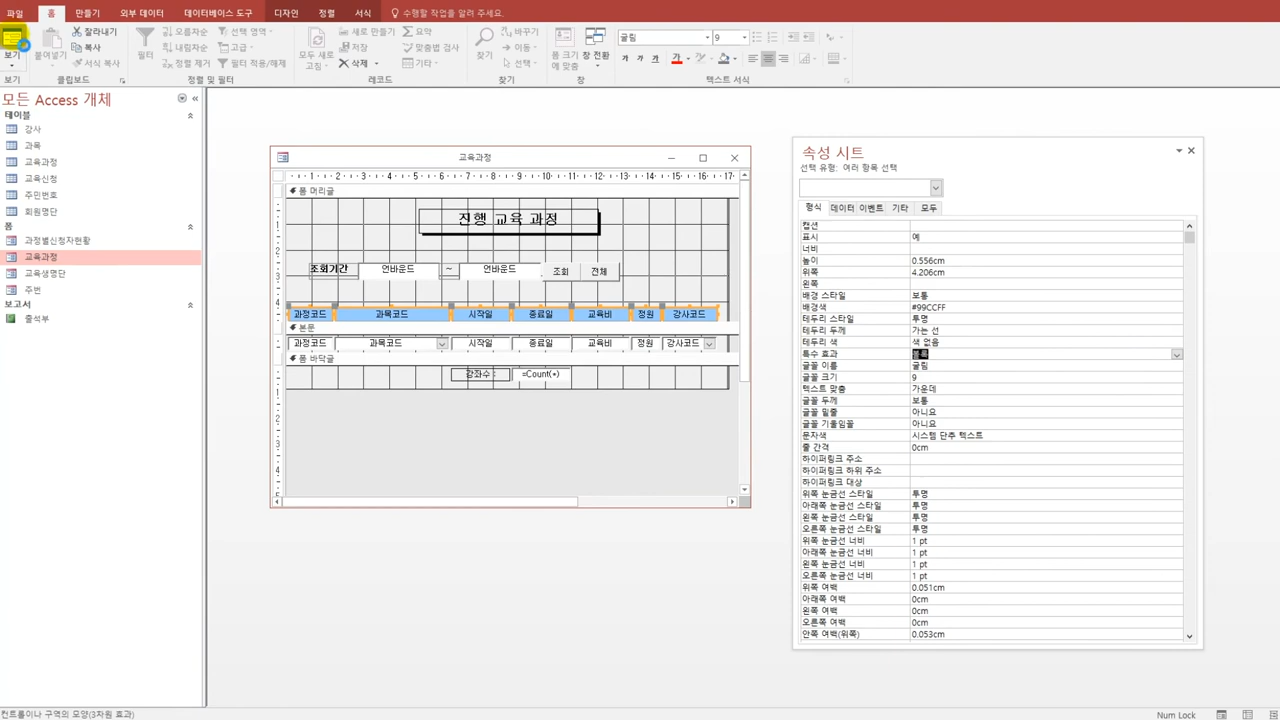 파일 홈 만들기 외부 데이터 데이터베이스 도구 디자인 정렬 서식 수행할 작업을 알려 주세요.
보기
붙여넣기
잘라내기
복사
서식 복사
필터
오름차순
내림차순
정렬 제거
선택 영역
고급
필터 적용/해제
모두 새로 고침
새로 만들기
저장
삭제
요약
맞춤법 검사
기타
찾기
바꾸기
이동
선택
폼 크기에 맞춤
창 전환
굴림 9
가 가 가 가
보기 클립보드 정렬 및 필터 레코드 찾기 창 텍스트 서식
모든 Access 개체
테이블
강사
과목
교육과정
교육신청
주민번호
회원명단
폼
과정별신청자현황
교육과정
교육생명단
주번
보고서
출석부
교육과정
1 2 3 4 5 6 7 8 9 10 11 12 13 14 15 16 17
폼 머리글
진행 교육 과정
조회기간 언바운드 ~ 언바운드 조회 전체
과정코드 과목코드 시작일 종료일 교육비 정원 강사코드
본문
과정코드 과목코드 시작일 종료일 교육비 정원 강사코드
폼 바닥글
강좌수: =Count(*)
속성 시트
선택 유형: 여러 항목 선택
형식 데이터 이벤트 기타 모두
캡션
표시 예
너비
높이 0.556cm
위쪽 4.206cm
왼쪽
배경 스타일 보통
배경색 #99CCFF
테두리 스타일 투명
테두리 두께 가는 선
테두리 색 색 없음
특수 효과 볼록
글꼴 이름 굴림
글꼴 크기 9
텍스트 맞춤 가운데
글꼴 두께 보통
글꼴 밑줄 아니요
글꼴 기울임꼴 아니요
문자색 시스템 단추 텍스트
줄 간격 0cm
하이퍼링크 주소
하이퍼링크 하위 주소
하이퍼링크 대상
위쪽 눈금선 스타일 투명
아래쪽 눈금선 스타일 투명
왼쪽 눈금선 스타일 투명
오른쪽 눈금선 스타일 투명
위쪽 눈금선 너비 1 pt
아래쪽 눈금선 너비 1 pt
왼쪽 눈금선 너비 1 pt
오른쪽 눈금선 너비 1 pt
위쪽 여백 0.051cm
아래쪽 여백 0cm
왼쪽 여백 0cm
오른쪽 여백 0cm
안쪽 여백(위쪽) 0.053cm
컨트롤이나 구역의 모양(3차원 효과)
Num Lock